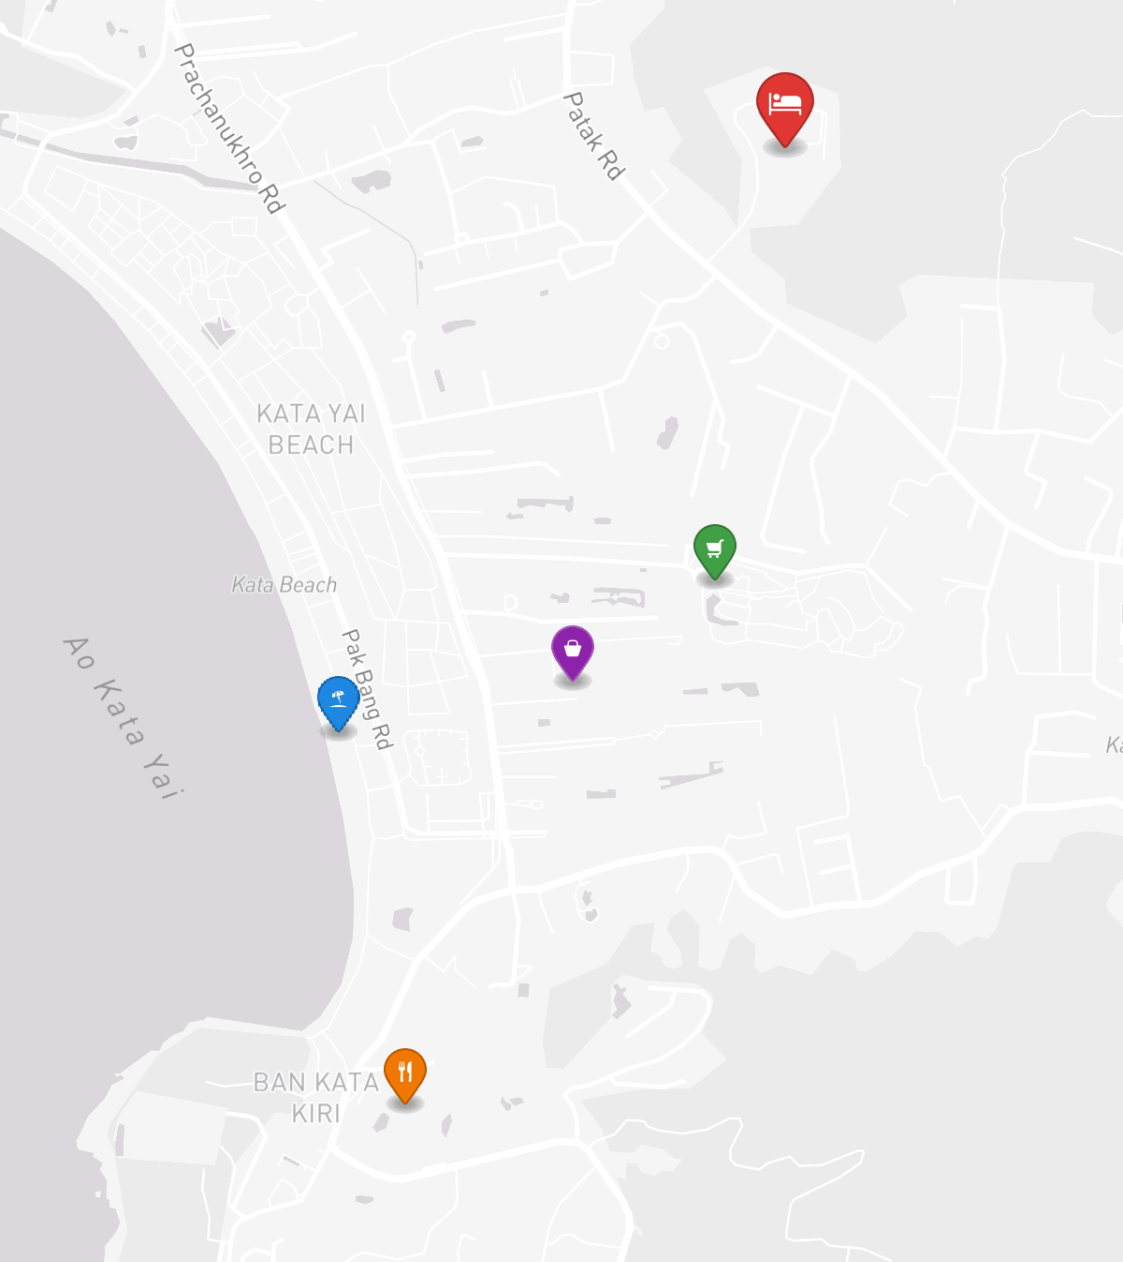 Prachanukhro Rd
Patak Rd
KATA YAI
BEACH
Kata Beach
Ao Kata Yai
Pak Bang Rd
BAN KATA
KIRI